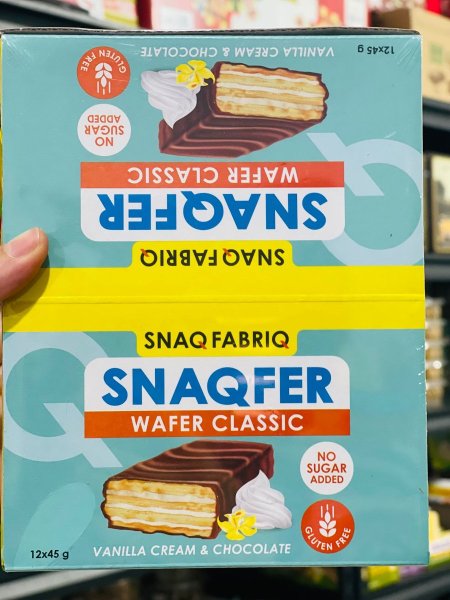 12x45 g
VANILLA CREAM & CHOCOLATE
GLUTEN FREE
NO
SUGAR
ADDED
WAFER CLASSIC
SNAQFER
SNAQ FABRIQ
SNAQ FABRIQ
SNAQFER
WAFER CLASSIC
NO
SUGAR
ADDED
GLUTEN FREE
12x45 g
VANILLA CREAM & CHOCOLATE